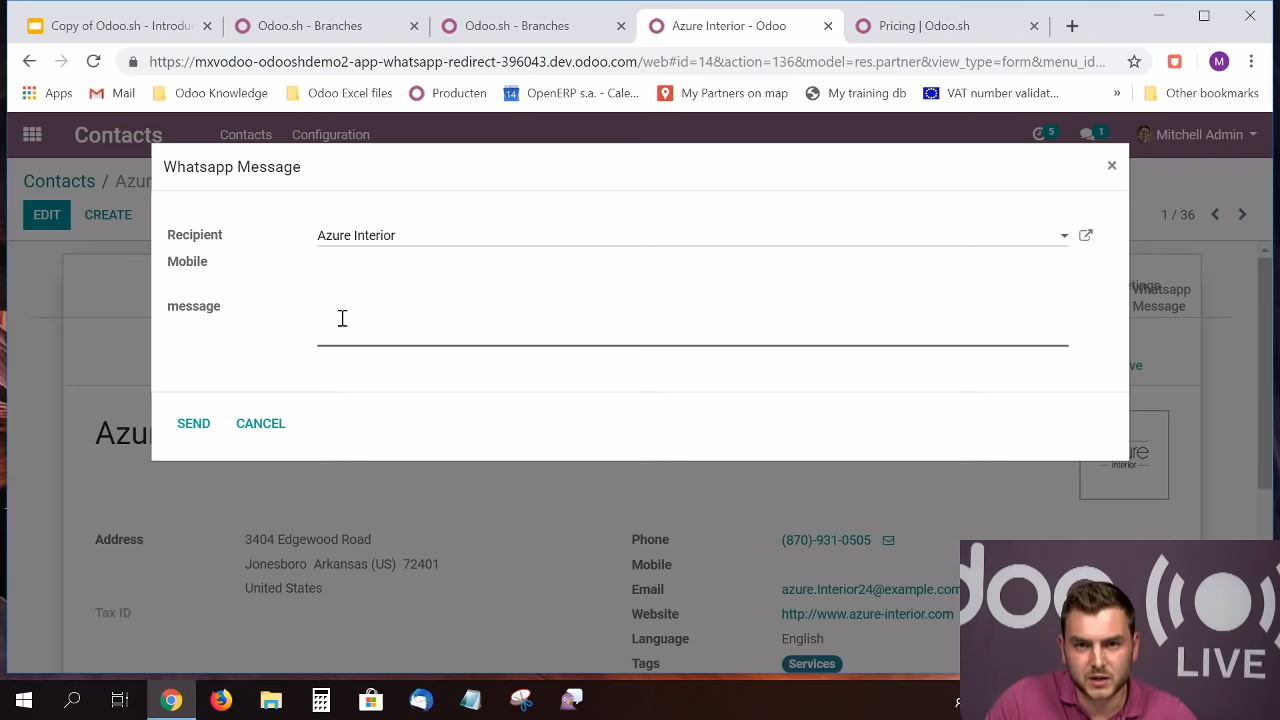 Copy of Odoo.sh - Introdu
Odoo.sh - Branches
Odoo.sh - Branches
Azure Interior - Odoo
Pricing | Odoo.sh
https://mxvodoo-odooshdemo2-app-whatsapp-redirect-396043.dev.odoo.com/web#id=14&action=136&model=res.partner&view_type=form&menu_id...
M
Apps
Mail
Odoo Knowledge
Odoo Excel files
Producten
14
OpenERP s.a. - Cale...
My Partners on map
My training db
VAT number validat...
»
Other bookmarks
Contacts
Contacts
Configuration
5
1
Mitchell Admin
Contacts / Azu
EDIT
CREATE
1 / 36
Whatsapp Message
×
Recipient
Azure Interior
Mobile
message
SEND
CANCEL
Whatsapp
Message
Azu
interior
Address
3404 Edgewood Road
Jonesboro Arkansas (US) 72401
United States
Tax ID
Phone
(870)-931-0505
Mobile
Email
azure.Interior24@example.com
Website
http://www.azure-interior.com
Language
English
Tags
Services
doo
LIVE